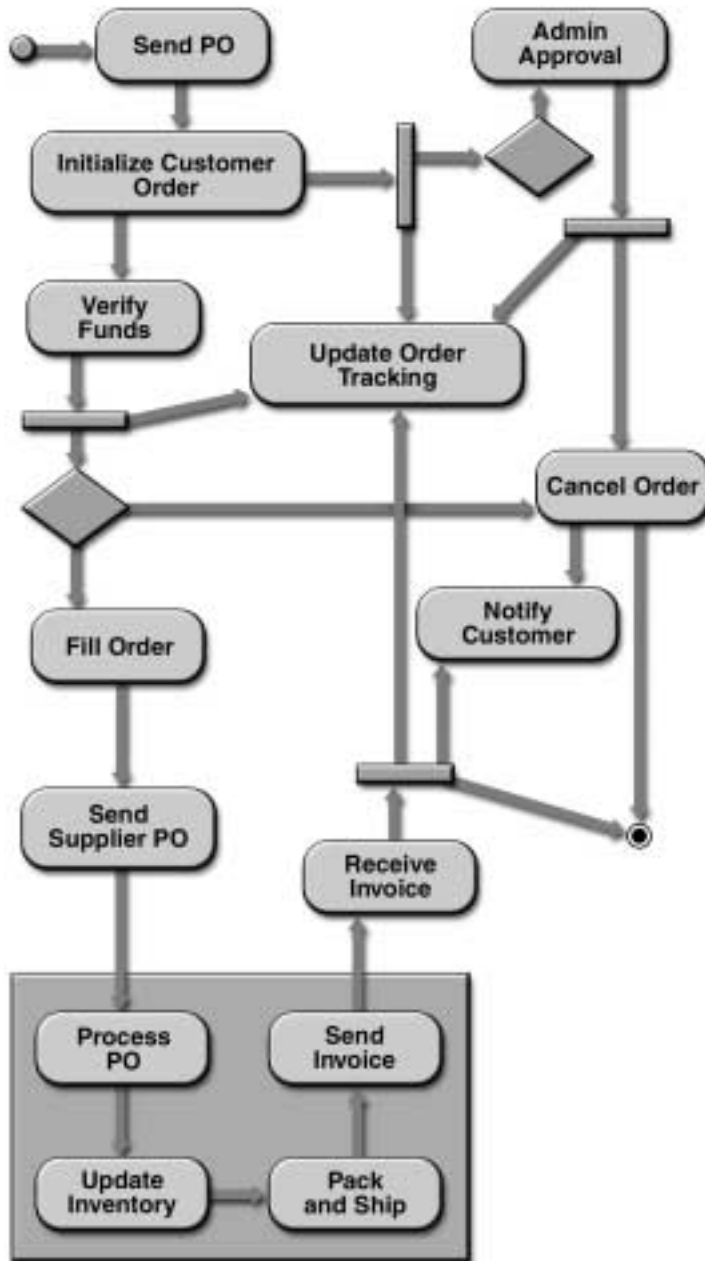 Send PO
Admin
Approval
Initialize Customer
Order
Verify
Funds
Update Order
Tracking
Cancel Order
Notify
Customer
Fill Order
Send
Supplier PO
Receive
Invoice
Process
PO
Send
Invoice
Update
Inventory
Pack
and Ship